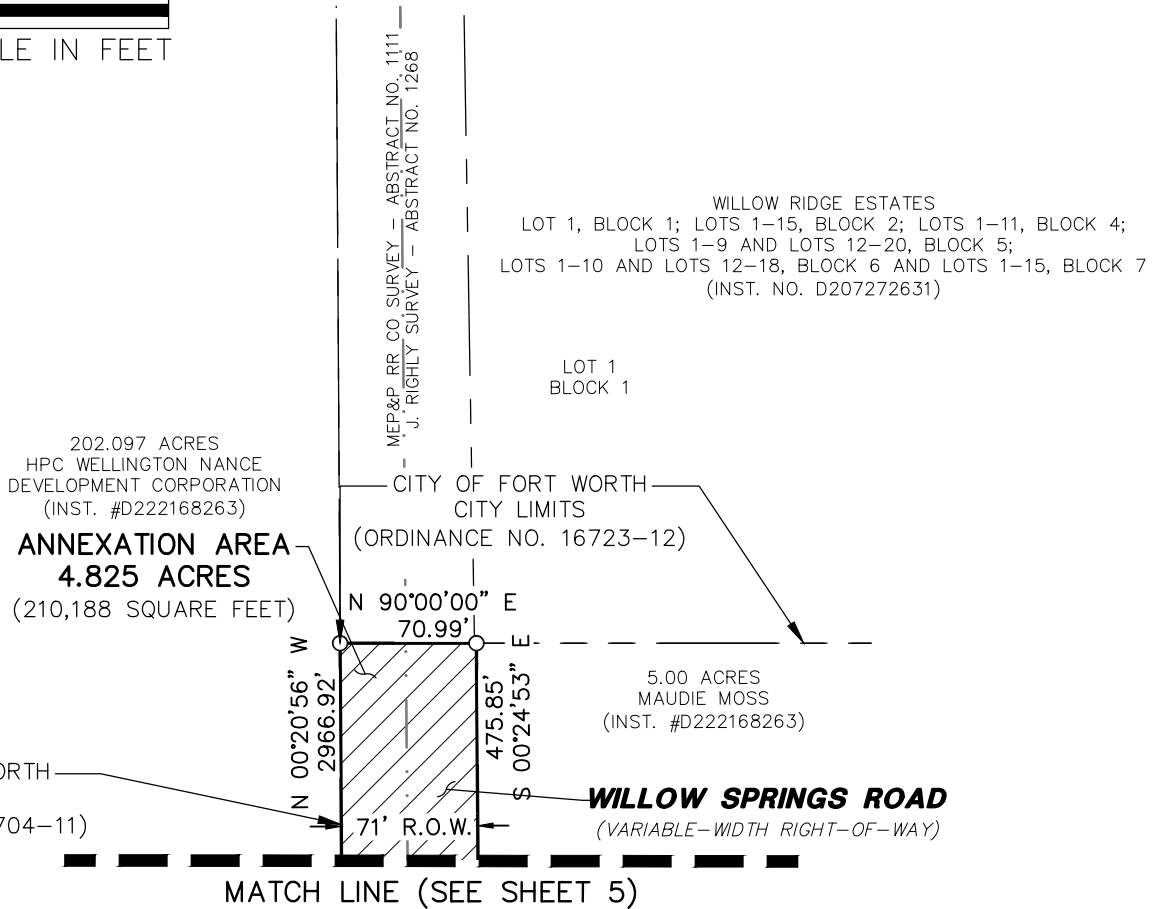 LE IN FEET
MEP&P RR CO SURVEY – ABSTRACT NO. 1111
J. RIGHLY SURVEY – ABSTRACT NO. 1268
WILLOW RIDGE ESTATES
LOT 1, BLOCK 1; LOTS 1–15, BLOCK 2; LOTS 1–11, BLOCK 4;
LOTS 1–9 AND LOTS 12–20, BLOCK 5;
LOTS 1–10 AND LOTS 12–18, BLOCK 6 AND LOTS 1–15, BLOCK 7
(INST. NO. D207272631)
LOT 1
BLOCK 1
202.097 ACRES
HPC WELLINGTON NANCE
DEVELOPMENT CORPORATION
(INST. #D222168263)
CITY OF FORT WORTH
CITY LIMITS
(ORDINANCE NO. 16723–12)
ANNEXATION AREA
4.825 ACRES
(210,188 SQUARE FEET)
N 90°00'00" E
70.99'
N 00°20'56" W
2966.92'
475.85'
S 00°24'53" E
5.00 ACRES
MAUDIE MOSS
(INST. #D222168263)
ORTH
704–11)
71' R.O.W.
WILLOW SPRINGS ROAD
(VARIABLE–WIDTH RIGHT–OF–WAY)
MATCH LINE (SEE SHEET 5)